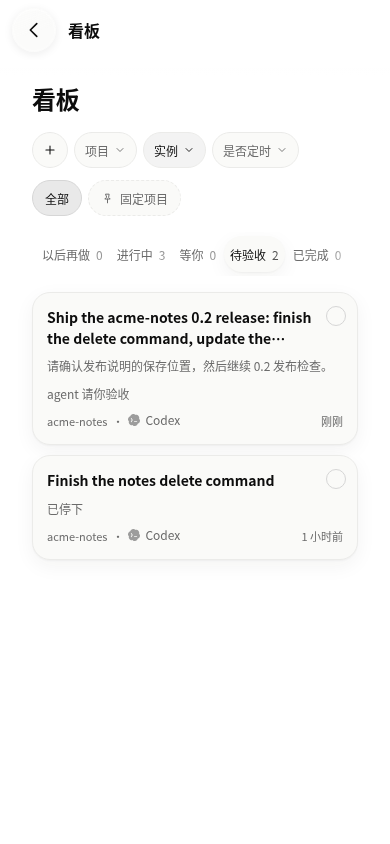 看板
看板
项目
实例
是否定时
全部
固定项目
以后再做 0
进行中 3
等你 0
待验收 2
已完成 0
Ship the acme-notes 0.2 release: finish
the delete command, update the…
请确认发布说明的保存位置，然后继续 0.2 发布检查。
agent 请你验收
acme-notes · Codex 刚刚
Finish the notes delete command
已停下
acme-notes · Codex 1 小时前